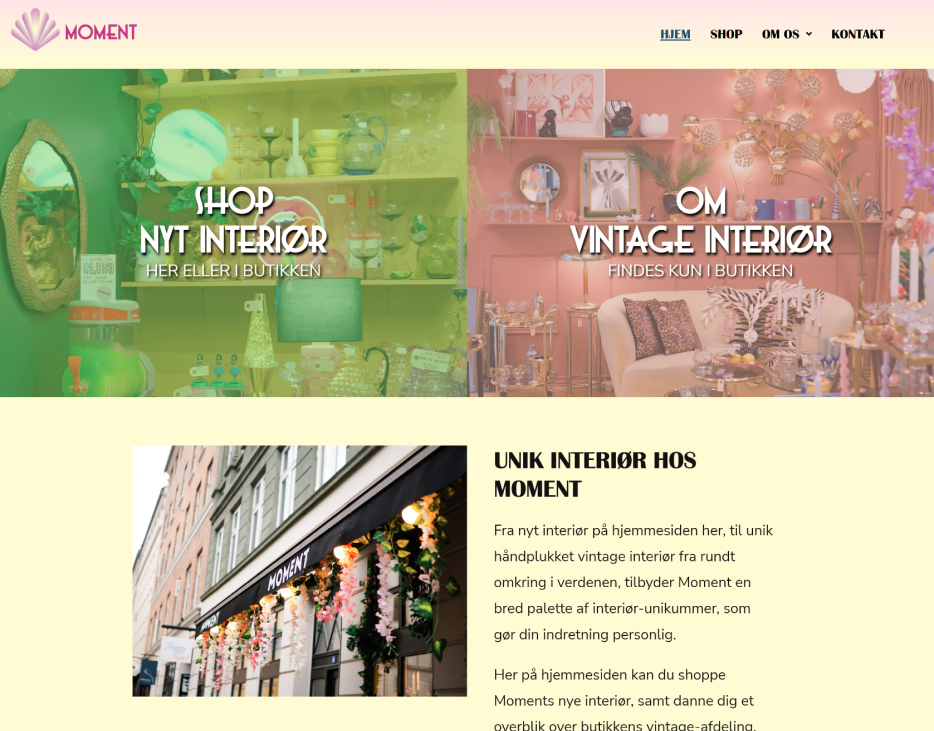 MOMENT
HJEM SHOP OM OS KONTAKT
SHOP
NYT INTERIØR
HER ELLER I BUTIKKEN
OM
VINTAGE INTERIØR
FINDES KUN I BUTIKKEN
MOMENT
MOMENT
UNIK INTERIØR HOS
MOMENT
Fra nyt interiør på hjemmesiden her, til unik
håndplukket vintage interiør fra rundt
omkring i verdenen, tilbyder Moment en
bred palette af interiør-unikummer, som
gør din indretning personlig.
Her på hjemmesiden kan du shoppe
Moments nye interiør, samt danne dig et
overblik over butikkens vintage-afdeling.